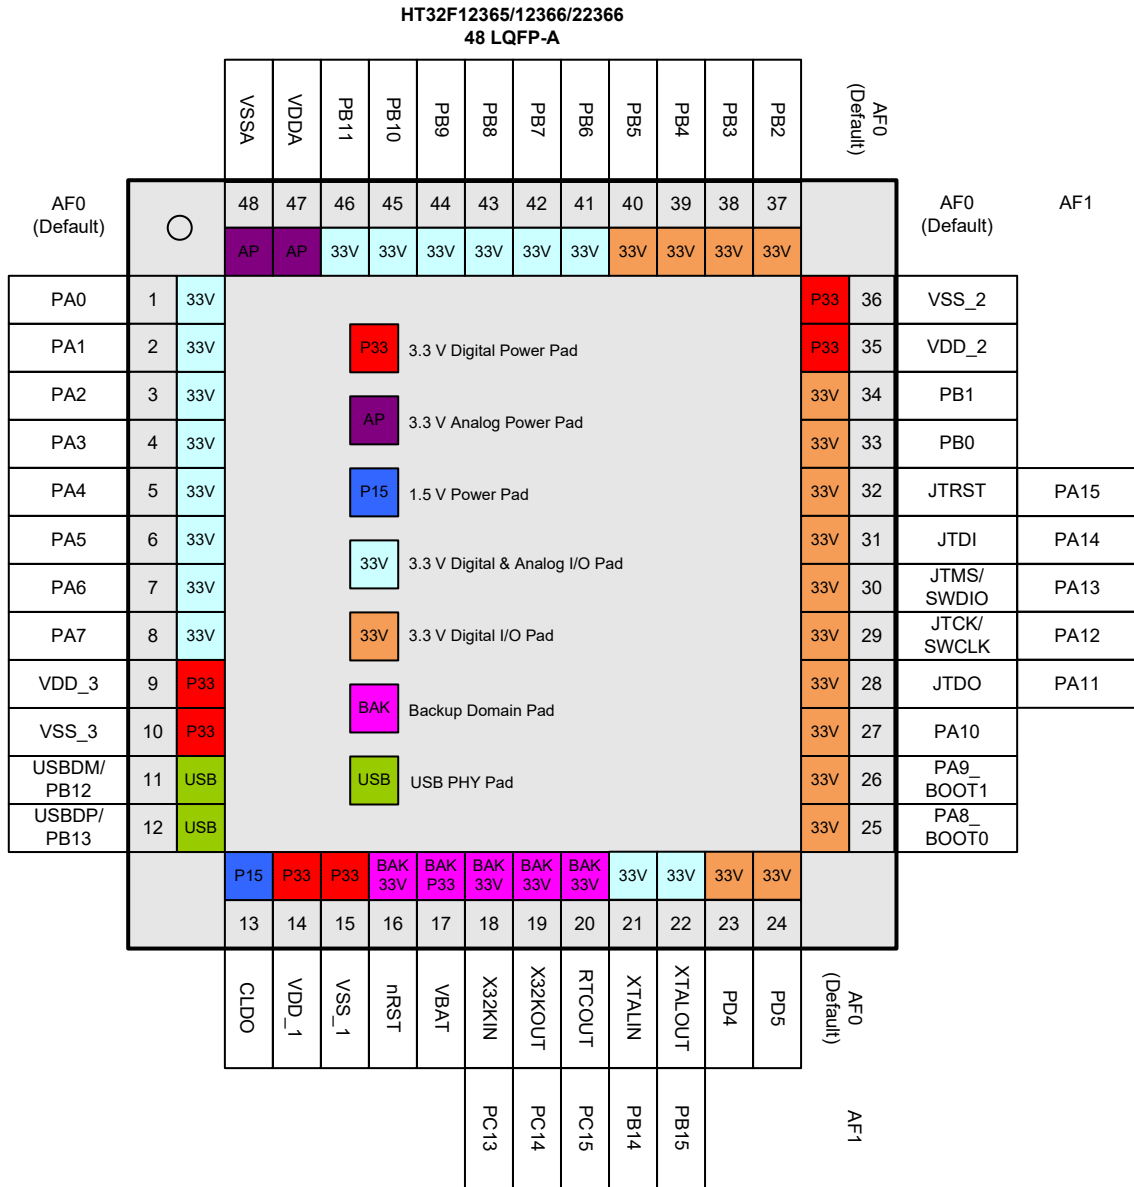 HT32F12365/12366/22366
48 LQFP-A
VSSA VDDA PB11 PB10 PB9 PB8 PB7 PB6 PB5 PB4 PB3 PB2
AF0
(Default)
AF0
(Default)
48 47 46 45 44 43 42 41 40 39 38 37
AF0
(Default)
AF1
AP AP 33V 33V 33V 33V 33V 33V 33V 33V 33V 33V
PA0 1 33V P33 36 VSS_2
PA1 2 33V P33 35 VDD_2
P33 3.3 V Digital Power Pad
PA2 3 33V 33V 34 PB1
AP 3.3 V Analog Power Pad
PA3 4 33V 33V 33 PB0
PA4 5 33V P15 1.5 V Power Pad 33V 32 JTRST PA15
PA5 6 33V 33V 31 JTDI PA14
33V 3.3 V Digital & Analog I/O Pad
PA6 7 33V 33V 30 JTMS/
SWDIO PA13
PA7 8 33V 33V 3.3 V Digital I/O Pad 33V 29 JTCK/
SWCLK PA12
VDD_3 9 P33 33V 28 JTDO PA11
BAK Backup Domain Pad
VSS_3 10 P33 33V 27 PA10
USBDM/
PB12 11 USB USB USB PHY Pad 33V 26 PA9_
BOOT1
USBDP/
PB13 12 USB 33V 25 PA8_
BOOT0
P15 P33 P33 BAK
33V BAK
P33 BAK
33V BAK
33V BAK
33V 33V 33V 33V 33V
13 14 15 16 17 18 19 20 21 22 23 24
CLDO VDD_1 VSS_1 nRST VBAT X32KIN X32KOUT RTCOUT XTALIN XTALOUT PD4 PD5
AF0
(Default)
PC13 PC14 PC15 PB14 PB15
AF1